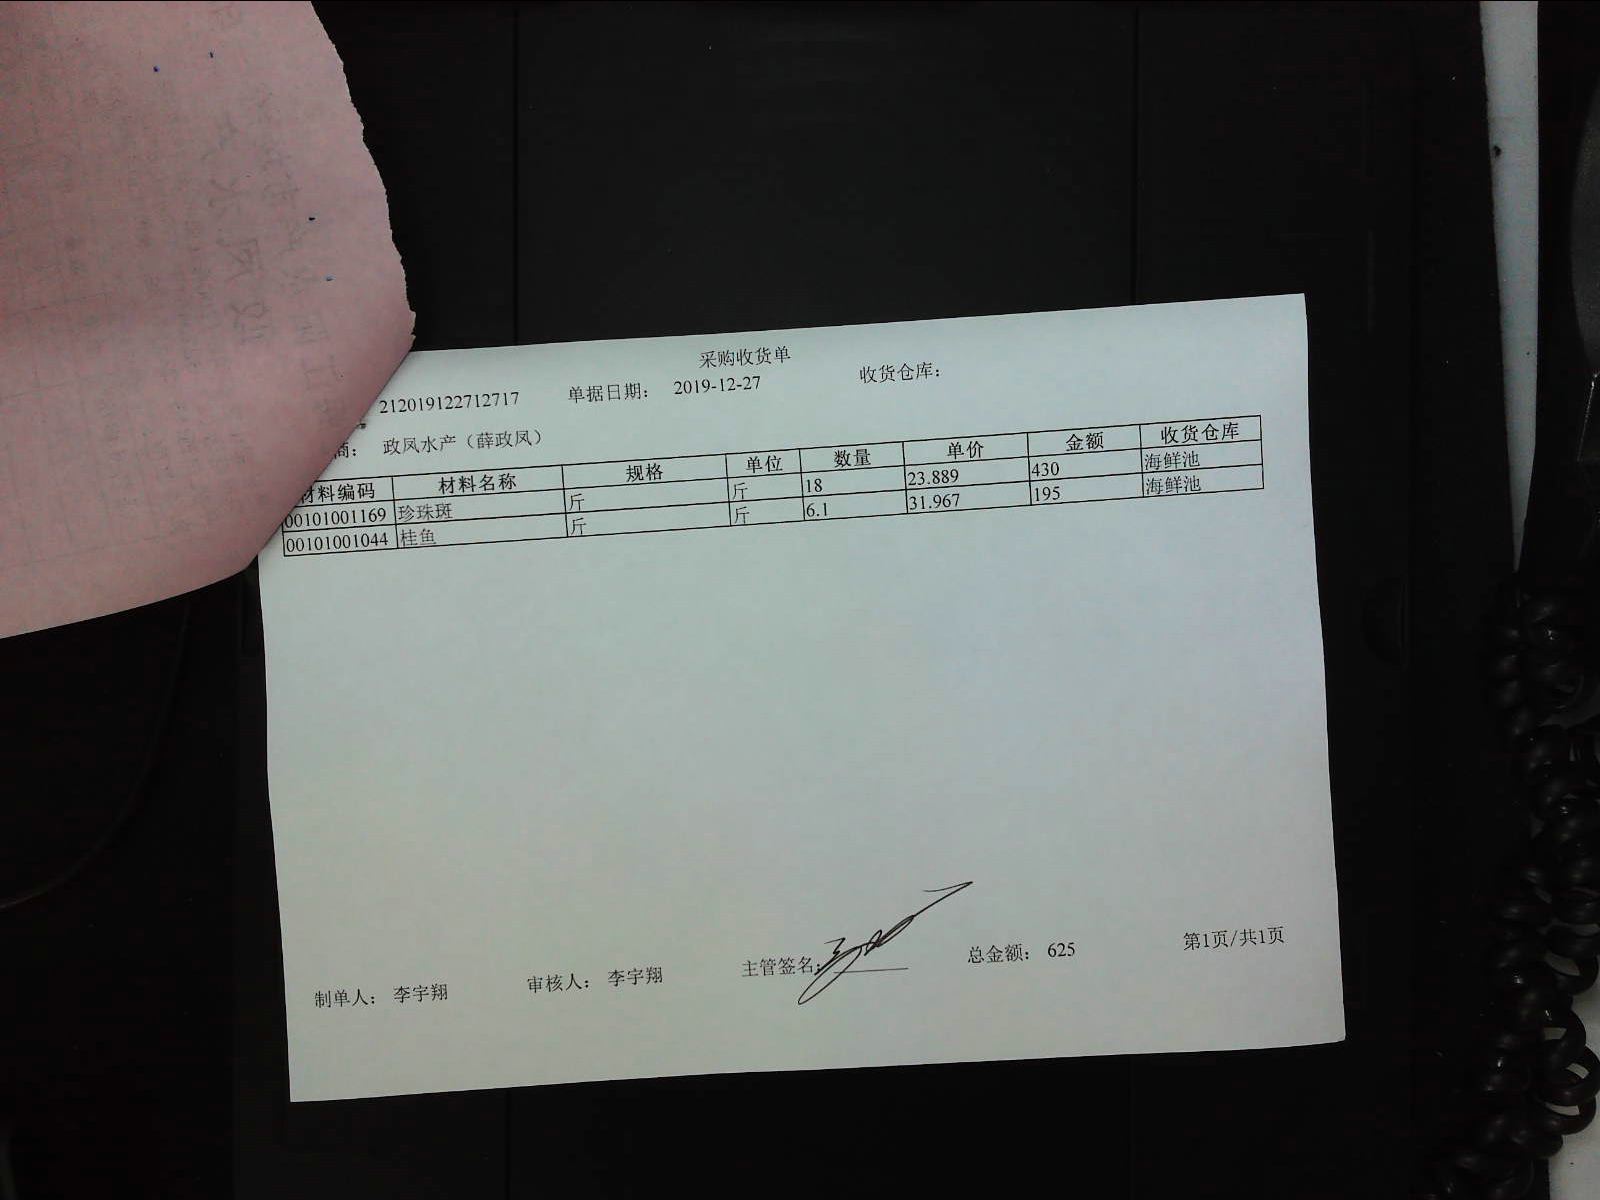 采购收货单
212019122712717 单据日期： 2019-12-27 收货仓库：
商： 政凤水产（薛政凤）
材料编码 材料名称 规格 单位 数量 单价 金额 收货仓库
00101001169 珍珠斑 斤 斤 18 23.889 430 海鲜池
00101001044 桂鱼 斤 斤 6.1 31.967 195 海鲜池
制单人： 李宇翔 审核人： 李宇翔 主管签名： 总金额： 625 第1页/共1页